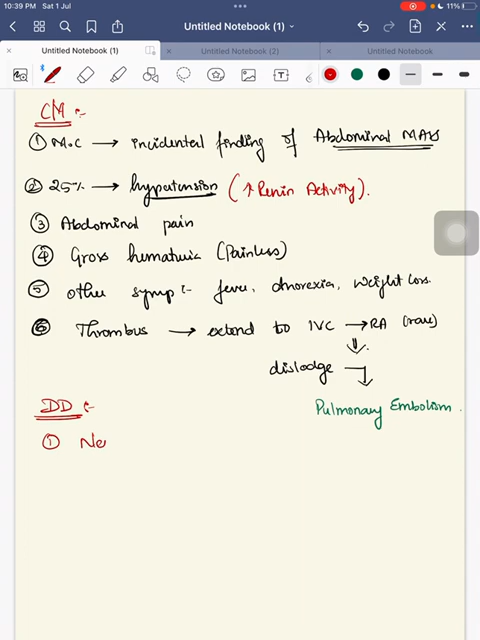 10:39 PM Sat 1 Jul 11%
Untitled Notebook (1)
Untitled Notebook (1) Untitled Notebook (2) Untitled Notebook
CM :-
① M.C → incidental finding of Abdominal MASS
② 25% → hypertension (↑ Renin Activity).
③ Abdominal pain
④ Gross hematuria (Painless)
⑤ Other symp :- fever, Anorexia, Weight loss.
⑥ Thrombus → extend to IVC → RA (rare)
dislodge
Pulmonary Embolism.
DD :-
① Ne